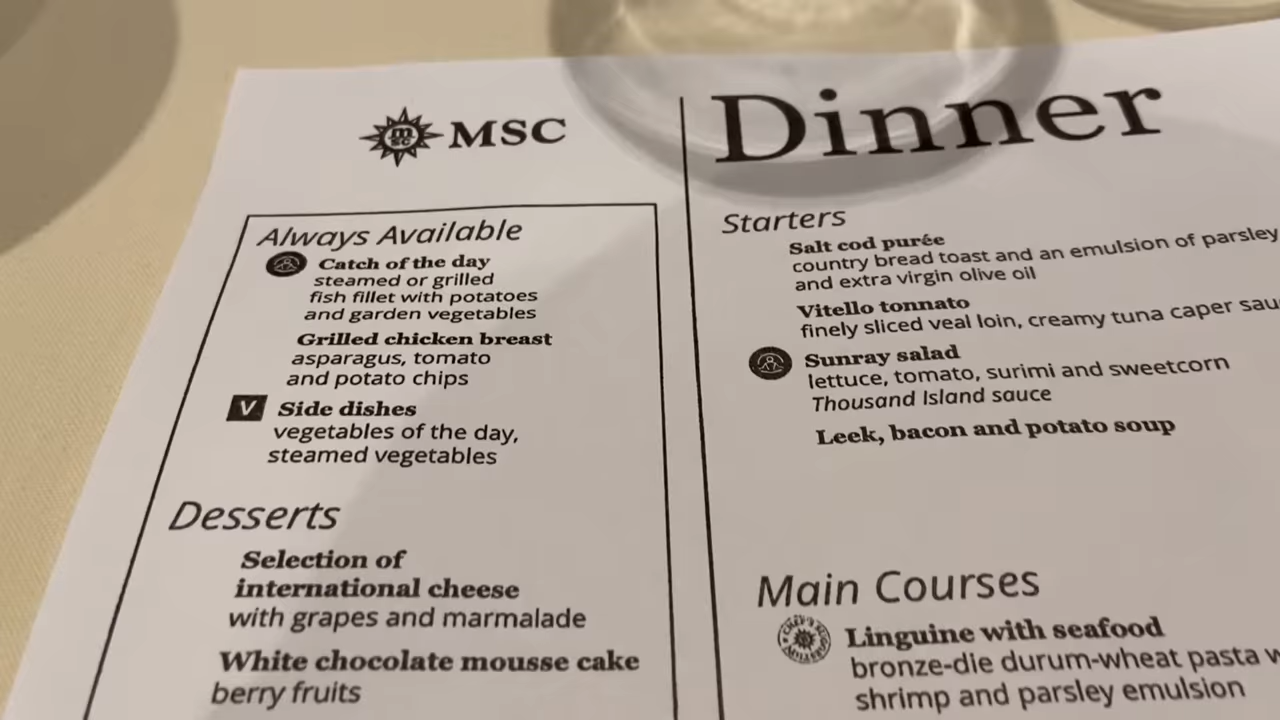 MSC
Always Available
Catch of the day
steamed or grilled
fish fillet with potatoes
and garden vegetables
Grilled chicken breast
asparagus, tomato
and potato chips
V Side dishes
vegetables of the day,
steamed vegetables
Desserts
Selection of
international cheese
with grapes and marmalade
White chocolate mousse cake
berry fruits
Dinner
Starters
Salt cod purée
country bread toast and an emulsion of parsley
and extra virgin olive oil
Vitello tonnato
finely sliced veal loin, creamy tuna caper
Sunray salad
lettuce, tomato, surimi and sweetcorn
Thousand Island sauce
Leek, bacon and potato soup
Main Courses
Linguine with seafood
bronze-die durum-wheat pasta
shrimp and parsley emulsion